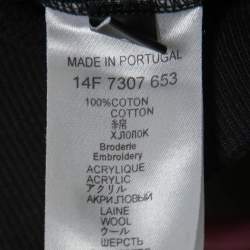 MADE IN PORTUGAL
14F 7307 653
100%COTON
COTTON
綿
ХЛОПОК
Broderie
Embroidery
ACRYLIQUE
ACRYLIC
アクリル
АКРИЛОВЫЙ
LAINE
WOOL
ウール
ШЕРСТЬ